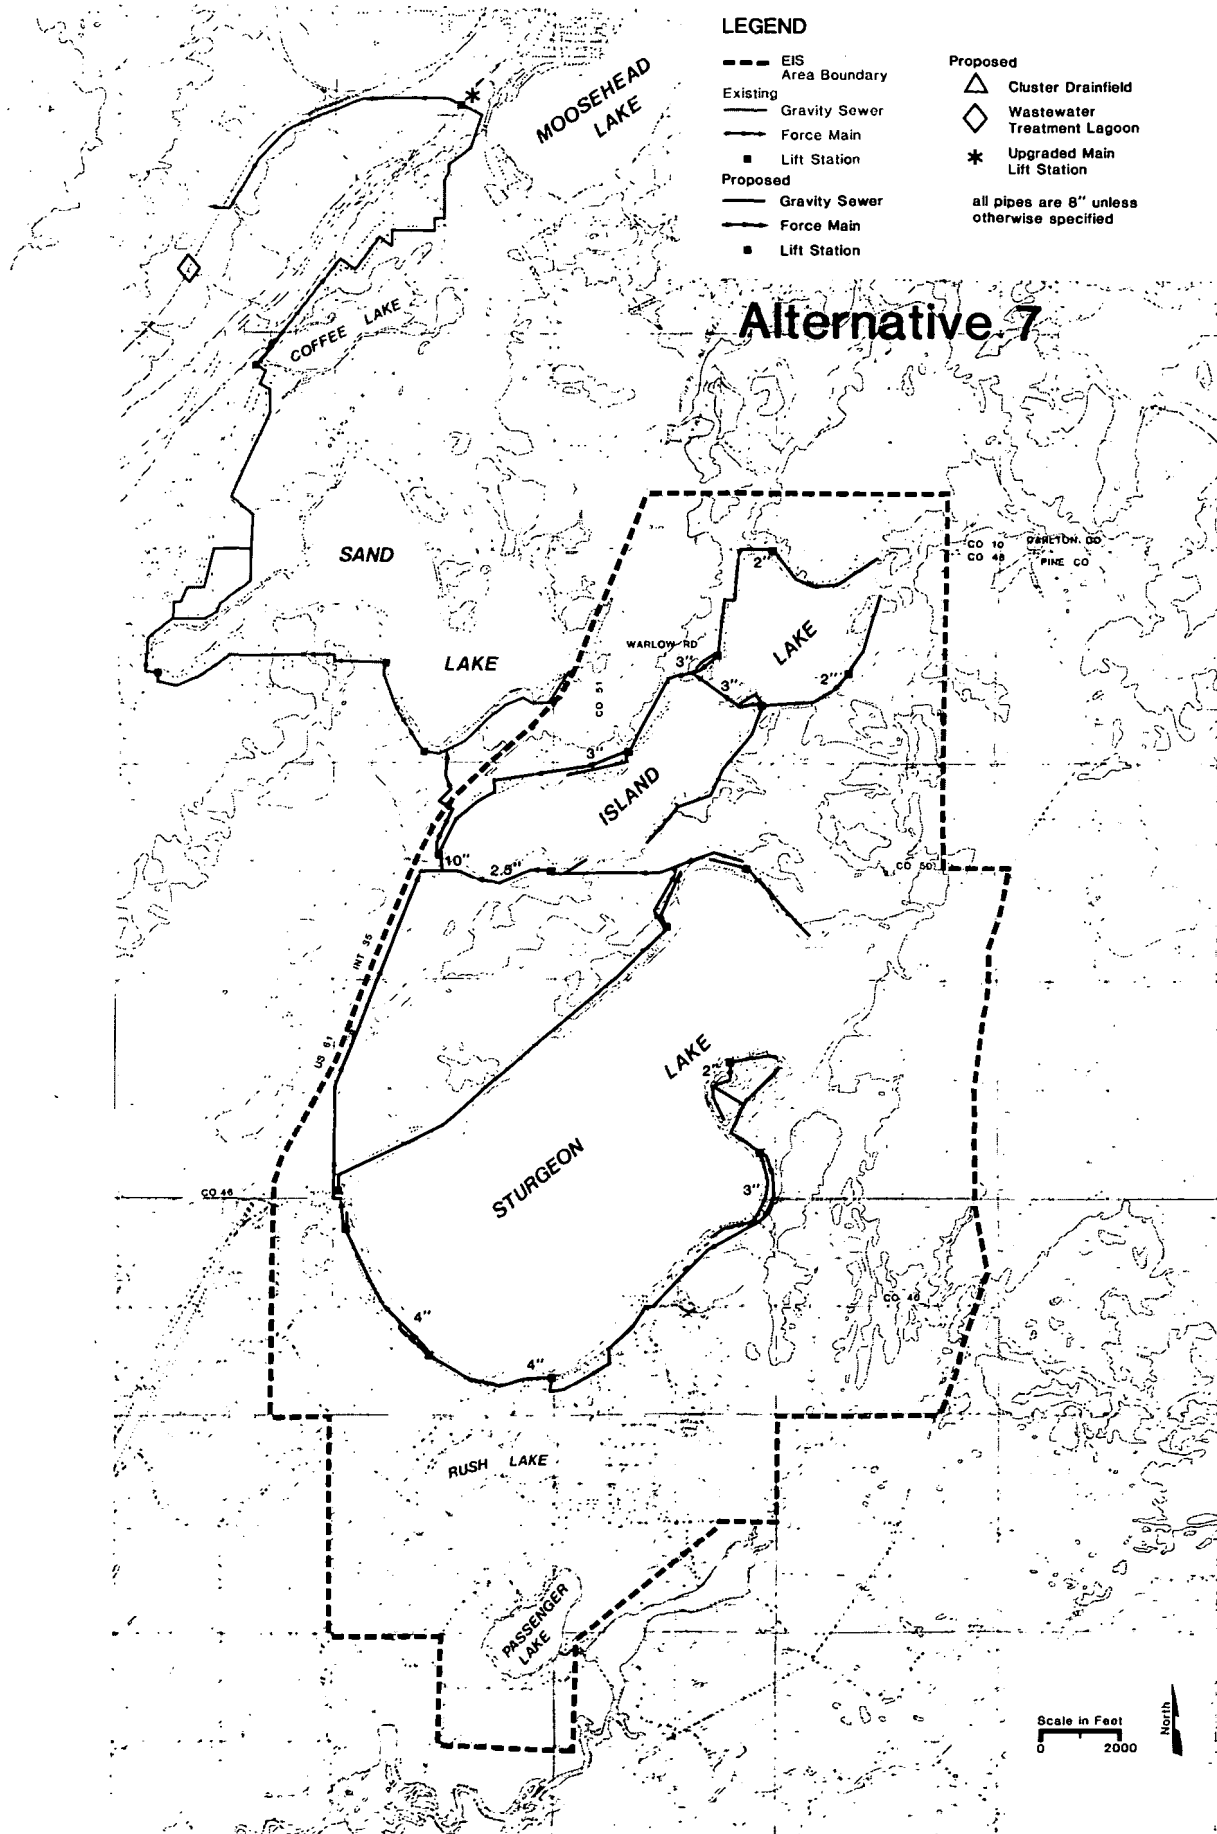 LEGEND
EIS
Area Boundary
Existing
Gravity Sewer
Force Main
Lift Station
Proposed
Gravity Sewer
Force Main
Lift Station
Proposed
Cluster Drainfield
Wastewater
Treatment Lagoon
Upgraded Main
Lift Station
all pipes are 8" unless
otherwise specified
Alternative 7
MOOSEHEAD
LAKE
COFFEE LAKE
SAND
LAKE
CO 10
CO 48
CARLTON CO
PINE CO
2"
WARLOW RD
LAKE
3"
3"
2"
CO 51
3"
ISLAND
10"
2.5"
CO 50
INT 35
US 61
LAKE
2"
STURGEON
CO 46
3"
CO 46
4"
4"
RUSH LAKE
PASSENGER
LAKE
Scale in Feet
0 2000
North